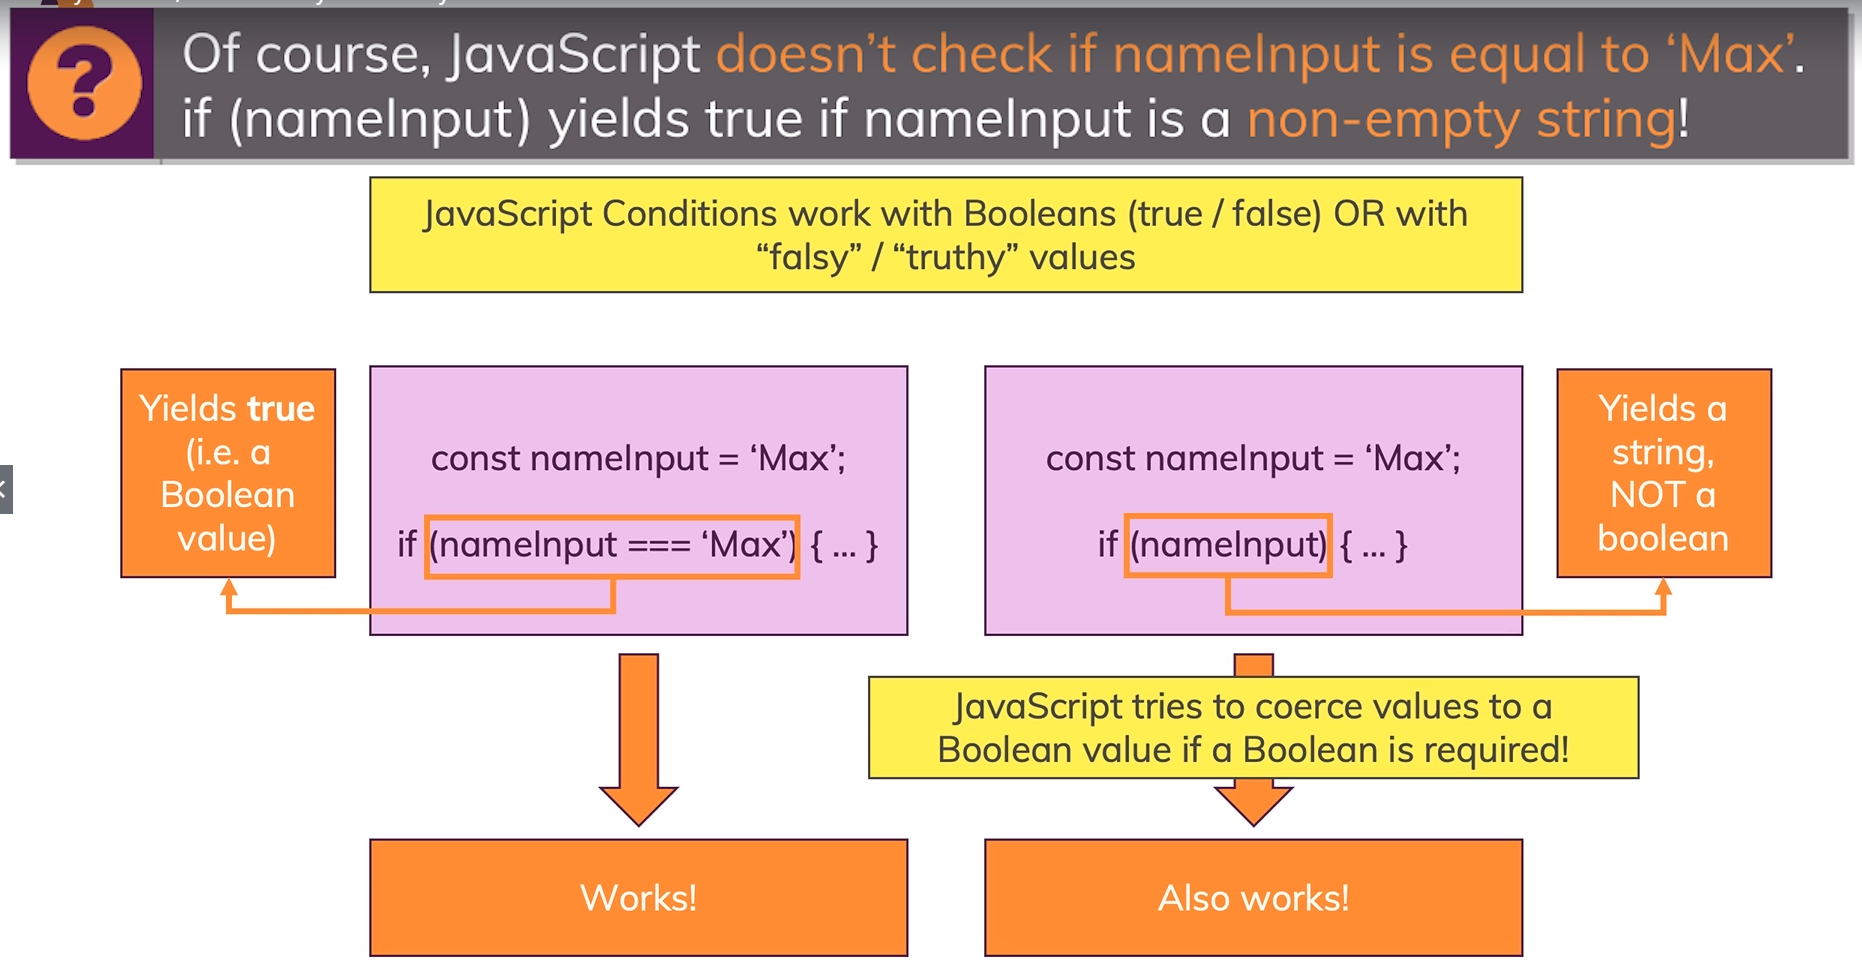 ?
Of course, JavaScript doesn’t check if nameInput is equal to ‘Max’.
if (nameInput) yields true if nameInput is a non-empty string!
JavaScript Conditions work with Booleans (true / false) OR with
“falsy” / “truthy” values
Yields true
(i.e. a
Boolean
value)
const nameInput = ‘Max’;
if (nameInput === ‘Max’) { ... }
const nameInput = ‘Max’;
if (nameInput) { ... }
Yields a
string,
NOT a
boolean
JavaScript tries to coerce values to a
Boolean value if a Boolean is required!
Works!
Also works!